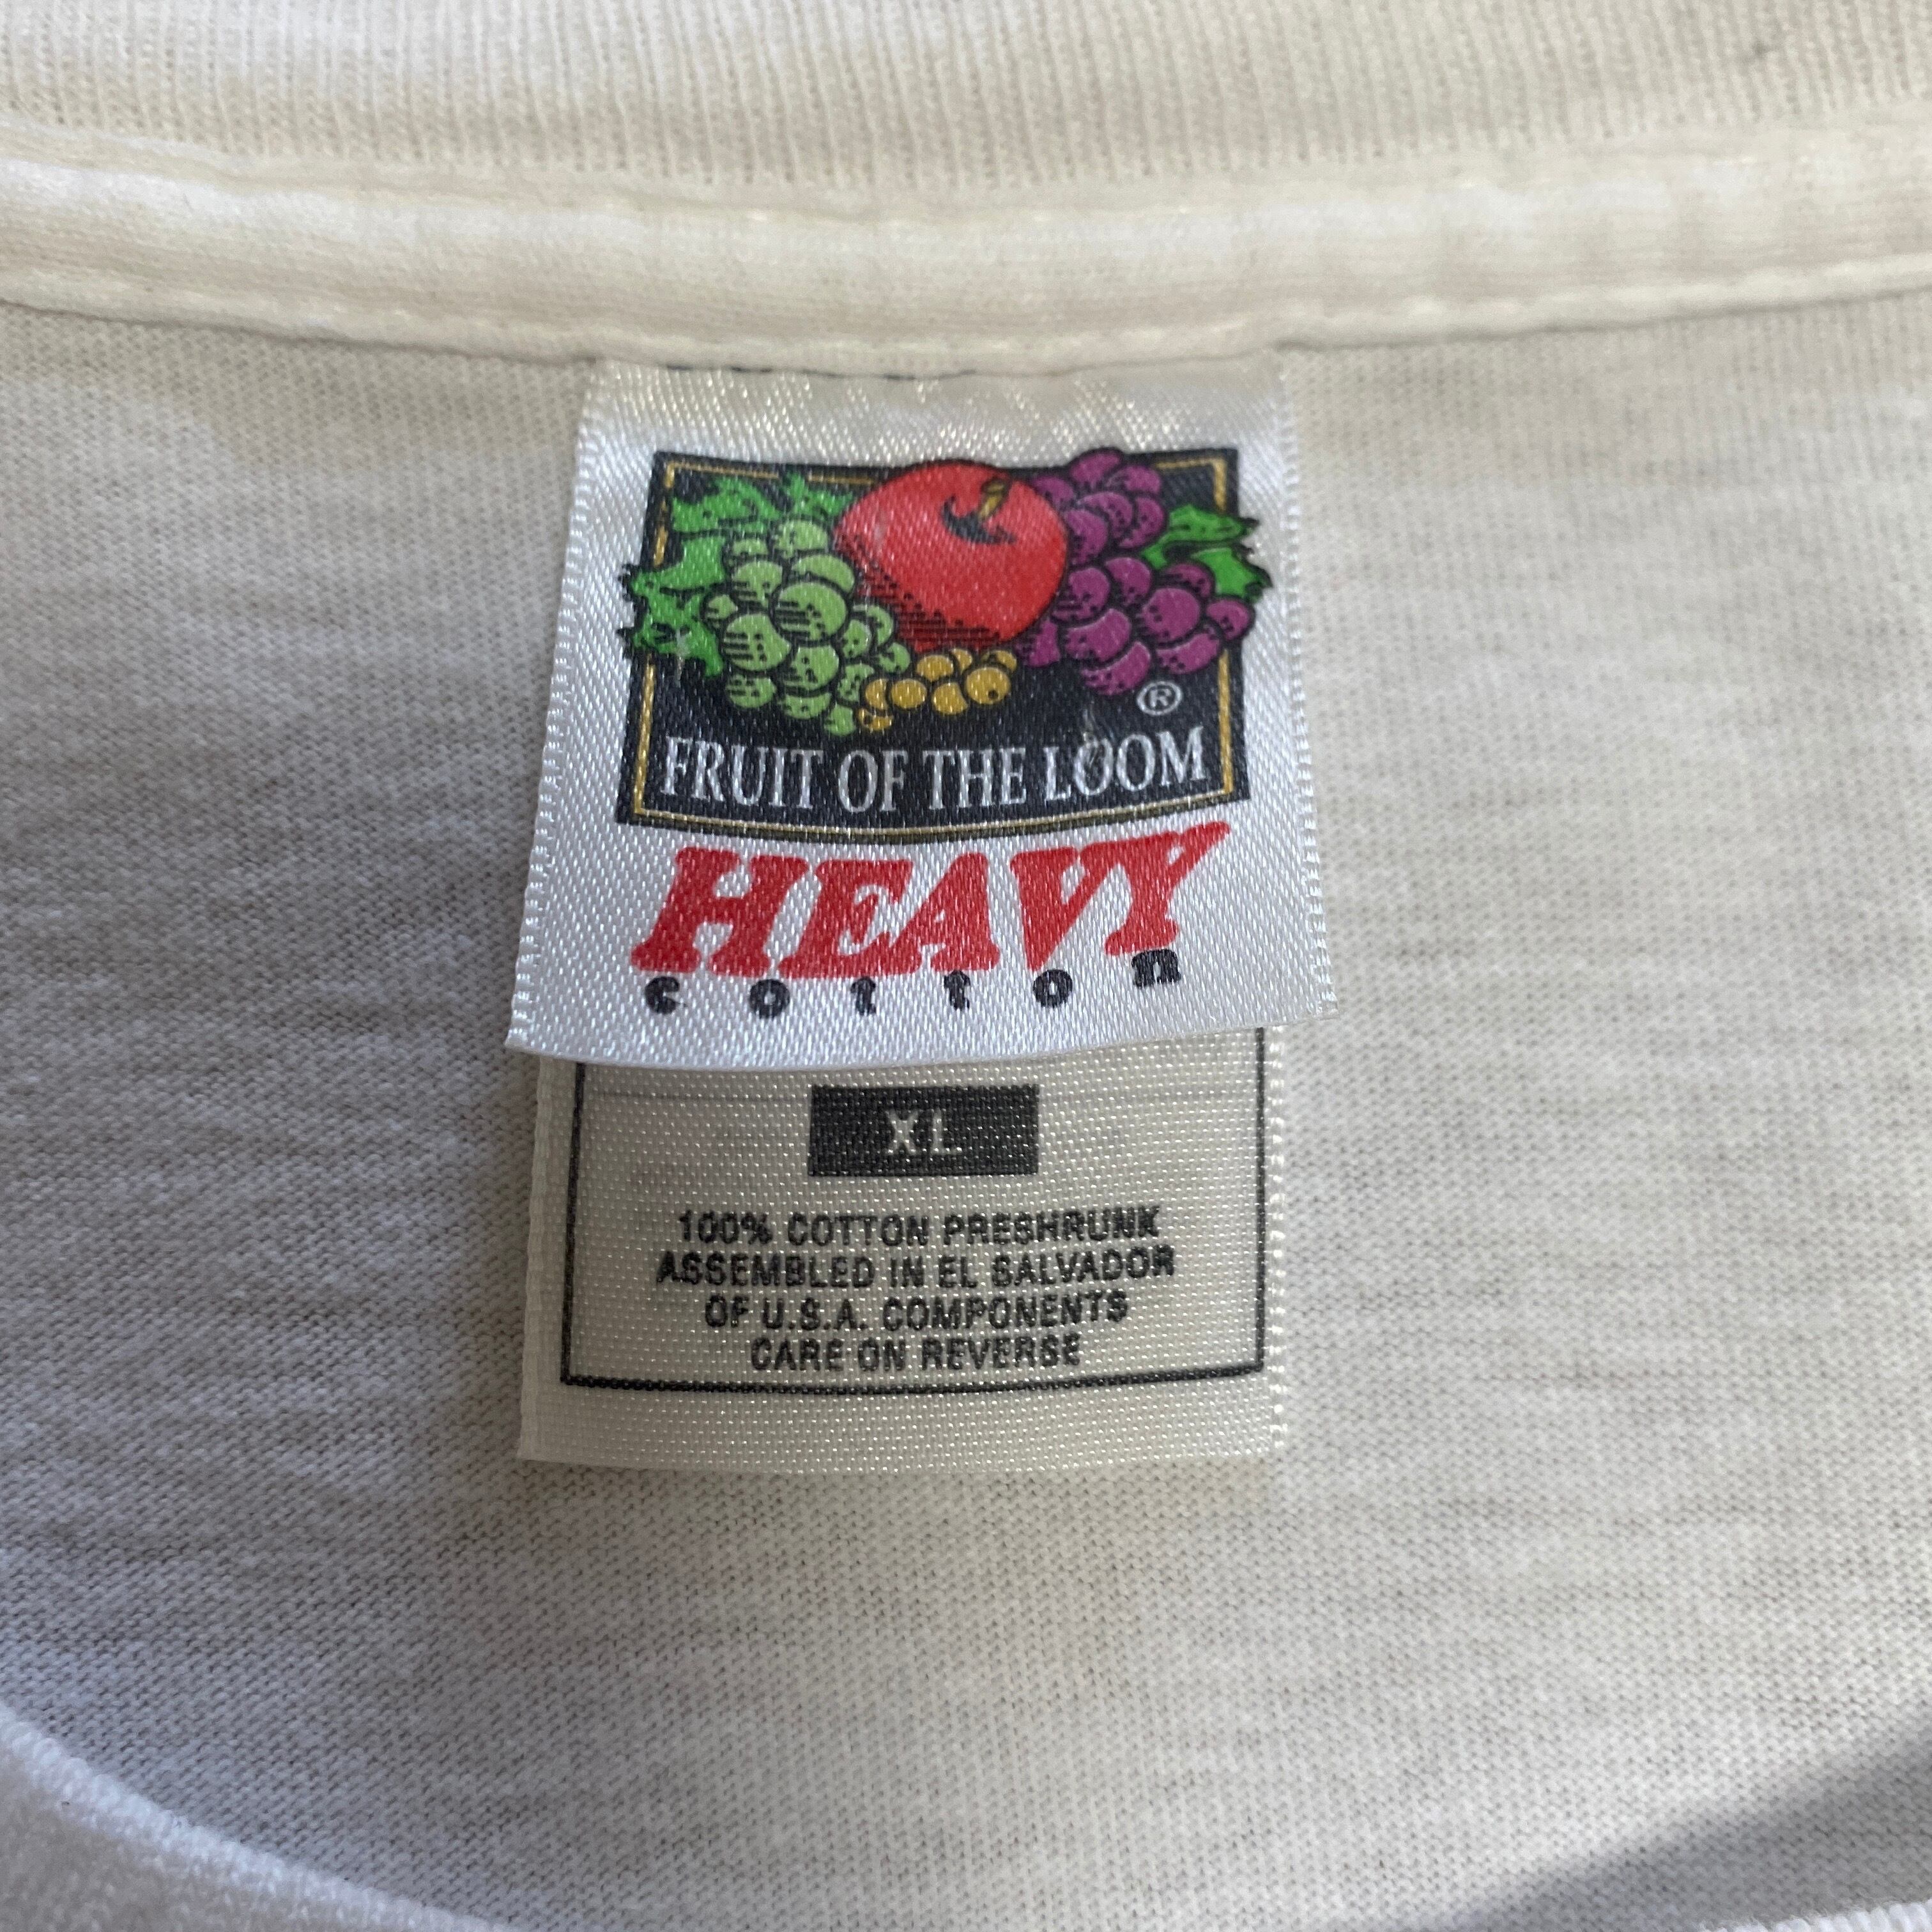 ®
FRUIT OF THE LOOM
HEAVY
cotton
XL
100% COTTON PRESHRUNK
ASSEMBLED IN EL SALVADOR
OF U.S.A. COMPONENTS
CARE ON REVERSE